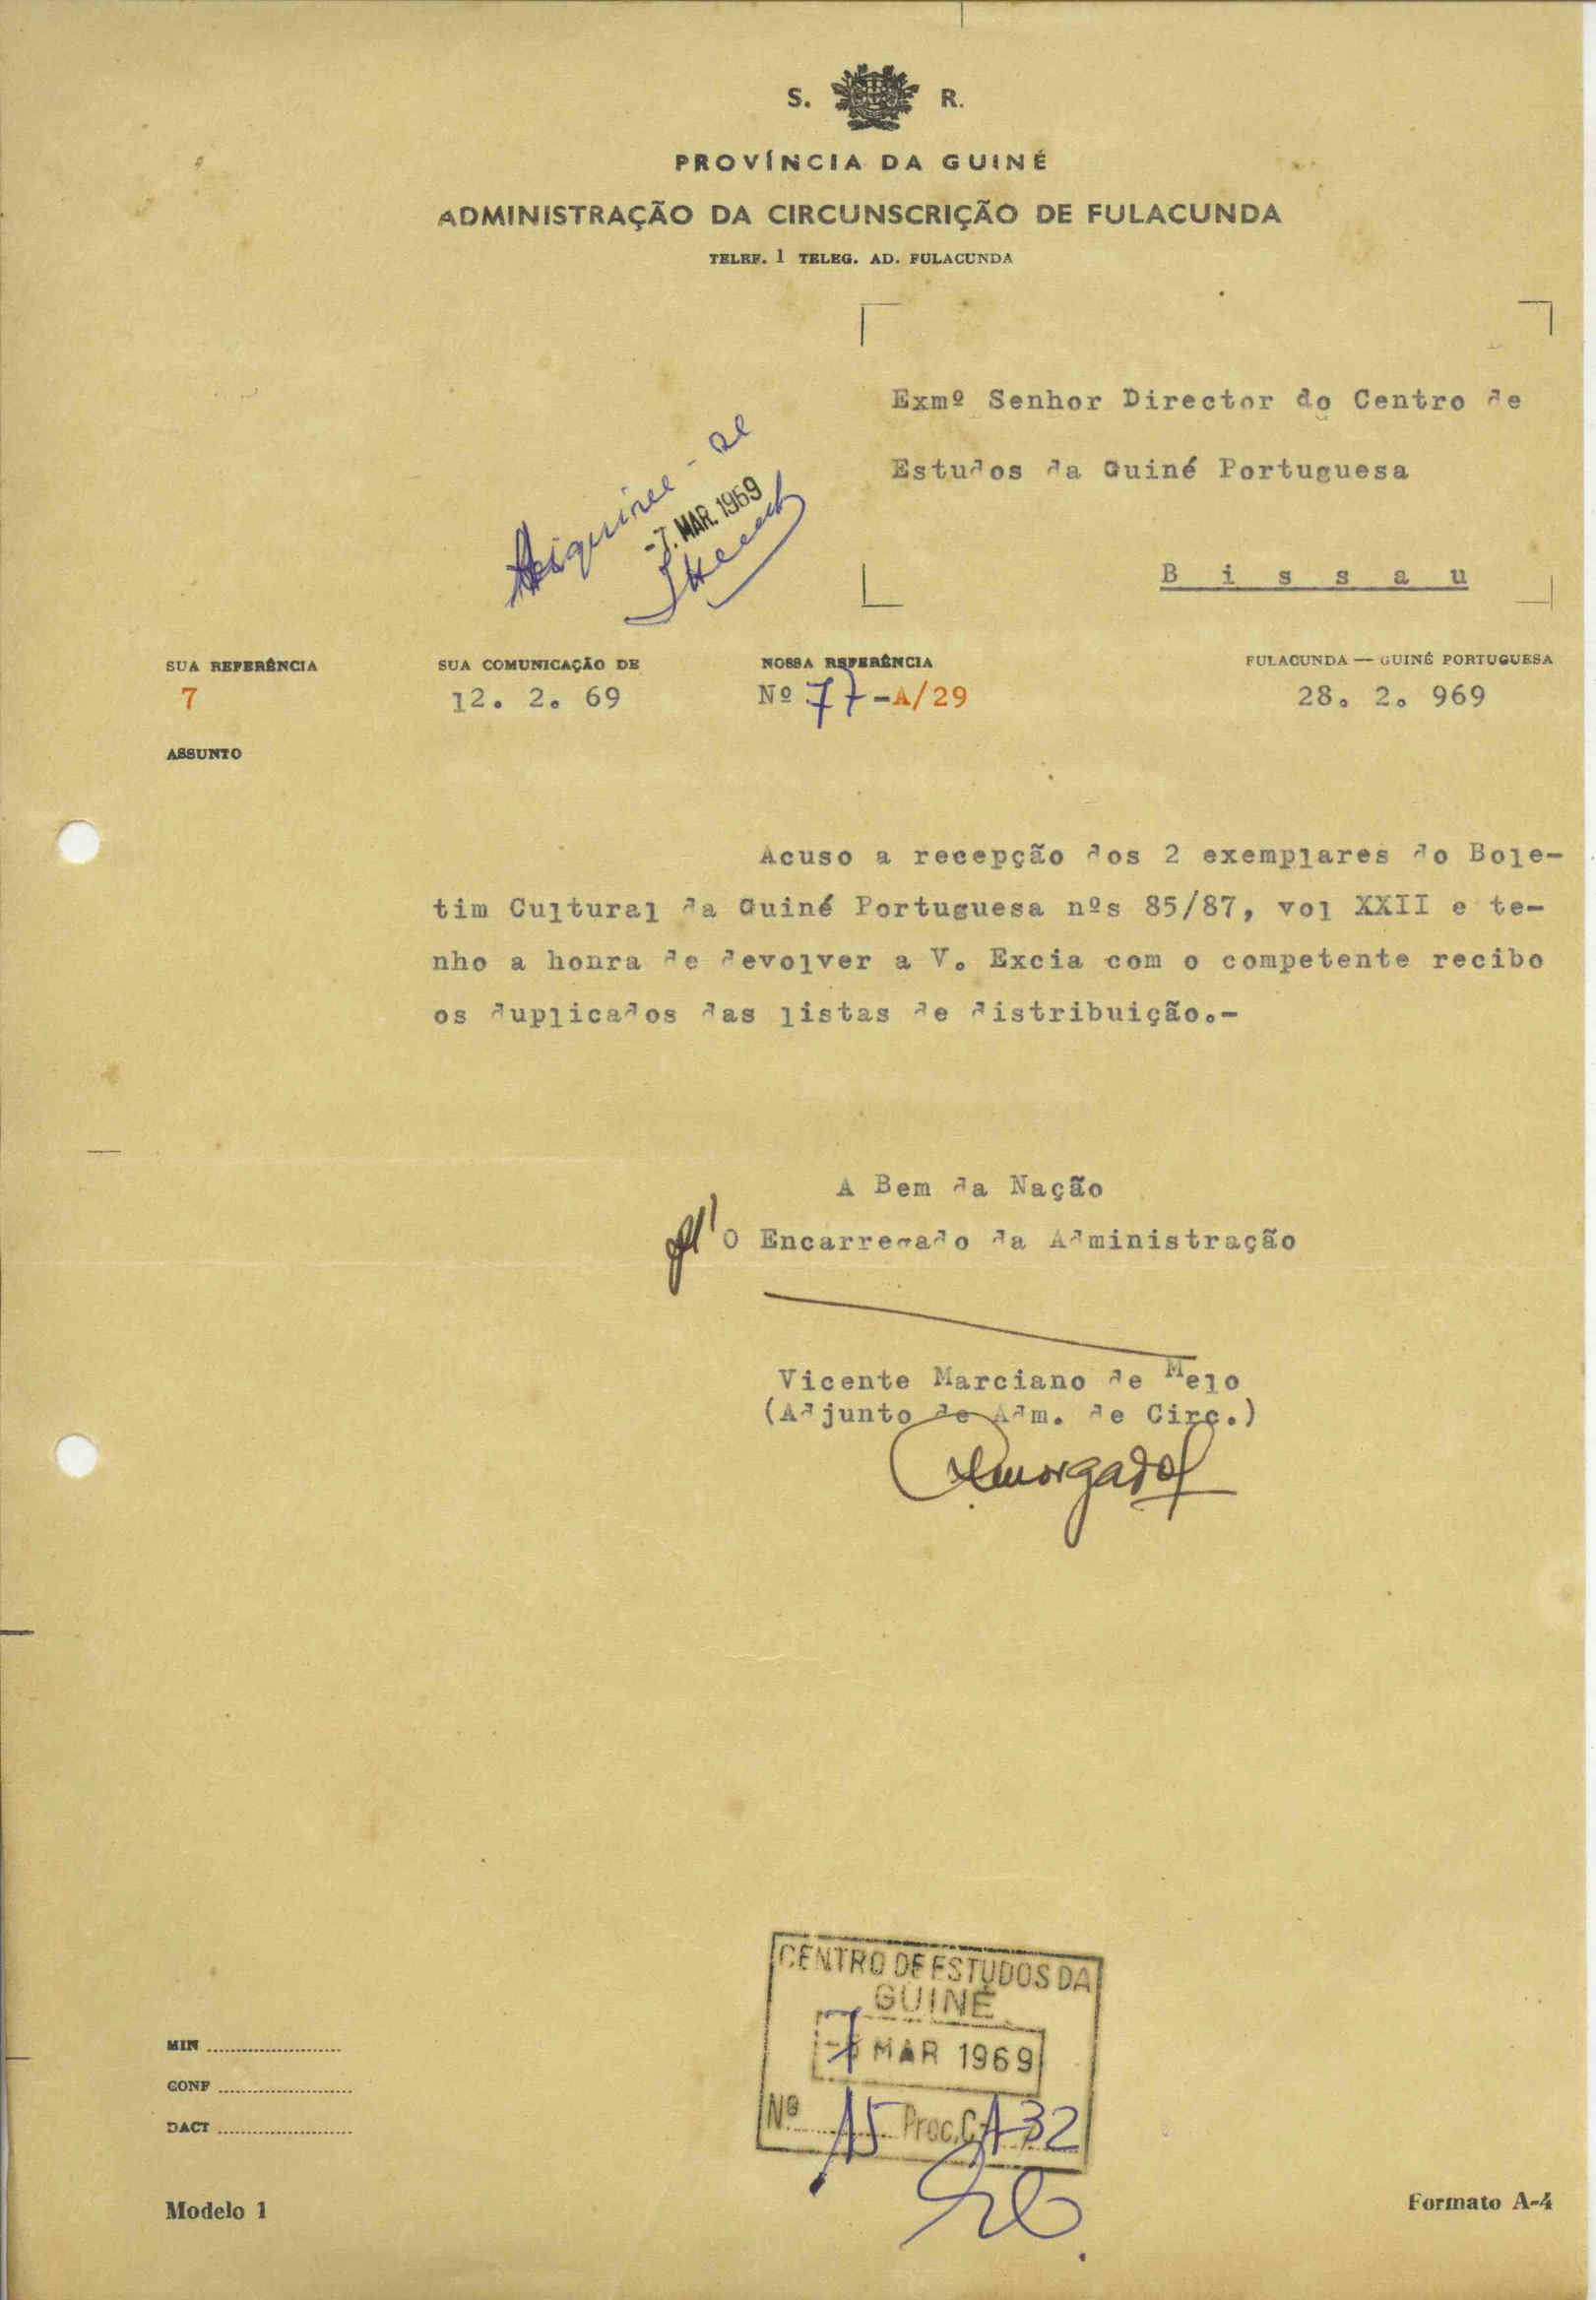 S. R.
PROVÍNCIA DA GUINÉ
ADMINISTRAÇÃO DA CIRCUNSCRIÇÃO DE FULACUNDA
TELEF. 1 TELEG. AD. FULACUNDA
Exmº Senhor Director do Centro de
Estudos da Guiné Portuguesa
B i s s a u
-7. MAR. 1969
SUA REFERÊNCIA
7
SUA COMUNICAÇÃO DE
12. 2. 69
NOSSA REFERÊNCIA
Nº 77-A/29
FULACUNDA — GUINÉ PORTUGUESA
28. 2. 969
ASSUNTO
Acuso a recepção dos 2 exemplares do Bole-
tim Cultural da Guiné Portuguesa nºs 85/87, vol XXII e te-
nho a honra de devolver a V. Excia com o competente recibo
os duplicados das listas de distribuição.-
A Bem da Nação
O Encarregado da Administração
Vicente Marciano de Melo
(Adjunto de Adm. de Circ.)
CENTRO DE ESTUDOS DA
GUINÉ
-7 MAR 1969
Nº 15 Proc. C-A 32
MIN
CONF
DACT
Modelo 1
Formato A-4